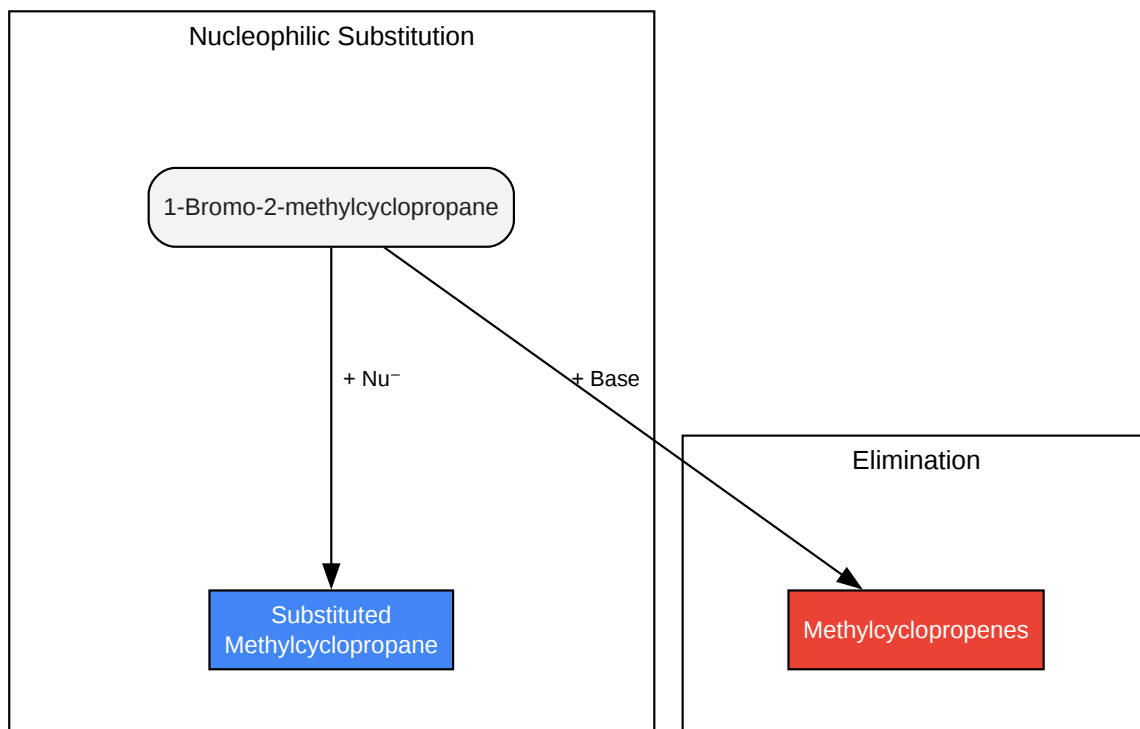 Nucleophilic Substitution
1-Bromo-2-methylcyclopropane
+ Nu⁻
+ Base
Elimination
Substituted
Methylcyclopropane
Methylcyclopropenes